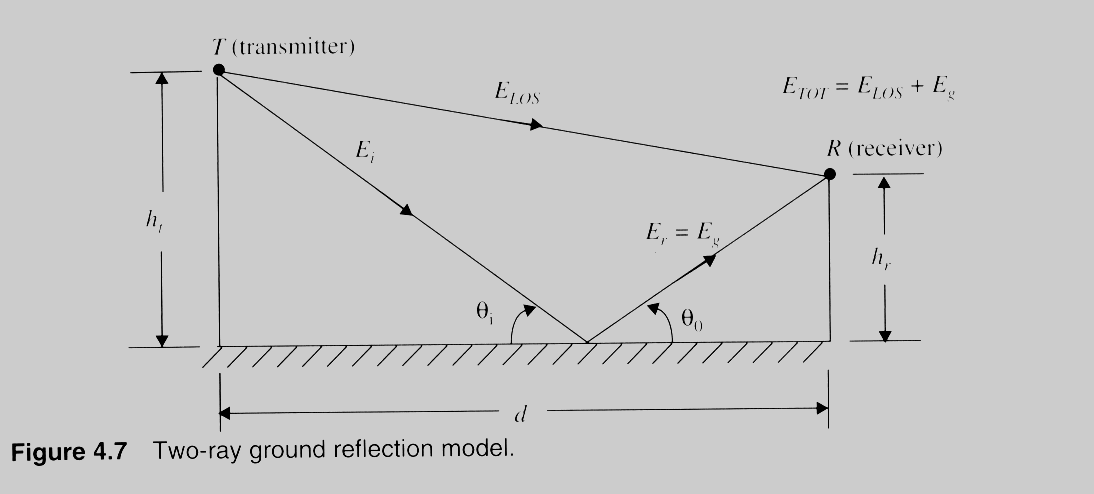 T (transmitter)
E_LOS
E_TOT = E_LOS + E_g
E_i
R (receiver)
h_t
E_r = E_g
h_r
θ_i
θ_0
d
Figure 4.7 Two-ray ground reflection model.